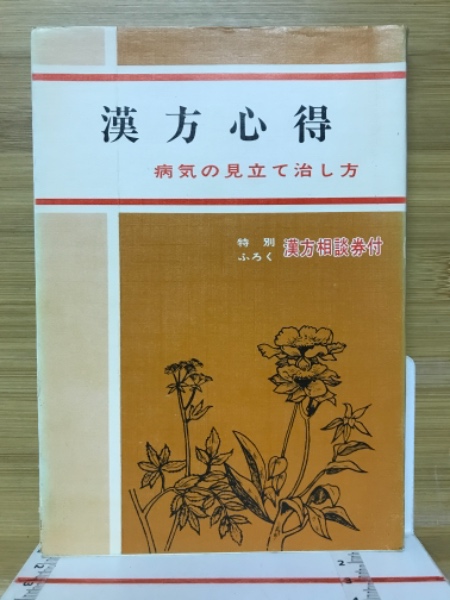 漢方心得
病気の見立て治し方
特別
ふろく
漢方相談券付